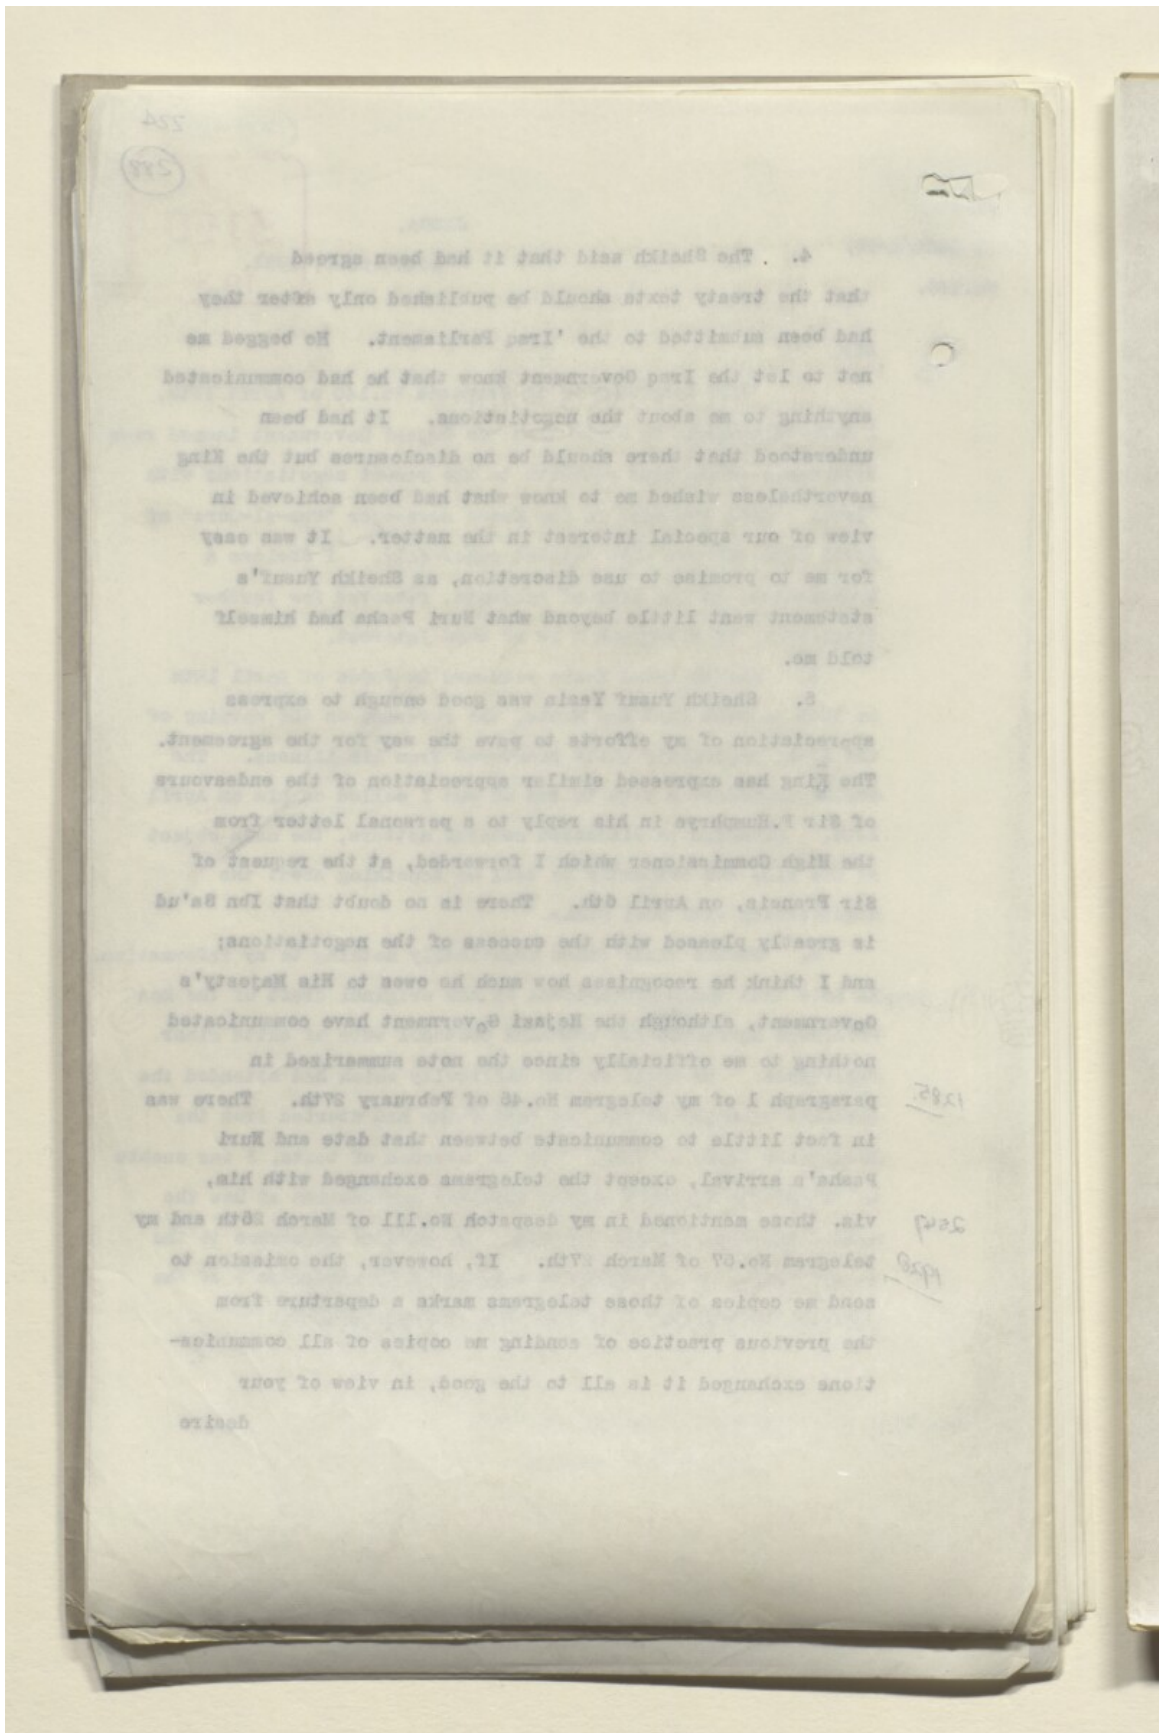 224
288
4. The Sheikh said that it had been agreed
that the treaty texts should be published only after they
had been submitted to the 'Iraq Parliament. He begged me
not to let the Iraq Government know that he had communicated
anything to me about the negotiations. It had been
understood that there should be no disclosures but the King
nevertheless wished me to know what had been achieved in
view of our special interest in the matter. It was easy
for me to promise to use discretion, as Sheikh Yusuf's
statement went little beyond what Nuri Pasha had himself
told me.
5. Sheikh Yusuf Yasin was good enough to express
appreciation of my efforts to pave the way for the agreement.
The King has expressed similar appreciation of the endeavours
of Sir F.Humphrys in his reply to a personal letter from
the High Commissioner which I forwarded, at the request of
Sir Francis, on April 6th. There is no doubt that Ibn Sa'ud
is greatly pleased with the success of the negotiations;
and I think he recognises how much he owes to His Majesty's
Government, although the Hejazi Government have communicated
nothing to me officially since the note summarized in
paragraph 1 of my telegram No.46 of February 27th. There was
in fact little to communicate between that date and Nuri
Pasha's arrival, except the telegrams exchanged with him,
vis. those mentioned in my despatch No.111 of March 26th and my
telegram No.67 of March 27th. If, however, the omission to
send me copies of those telegrams marks a departure from
the previous practice of sending me copies of all communica-
tions exchanged it is all to the good, in view of your
desire
1285
2547